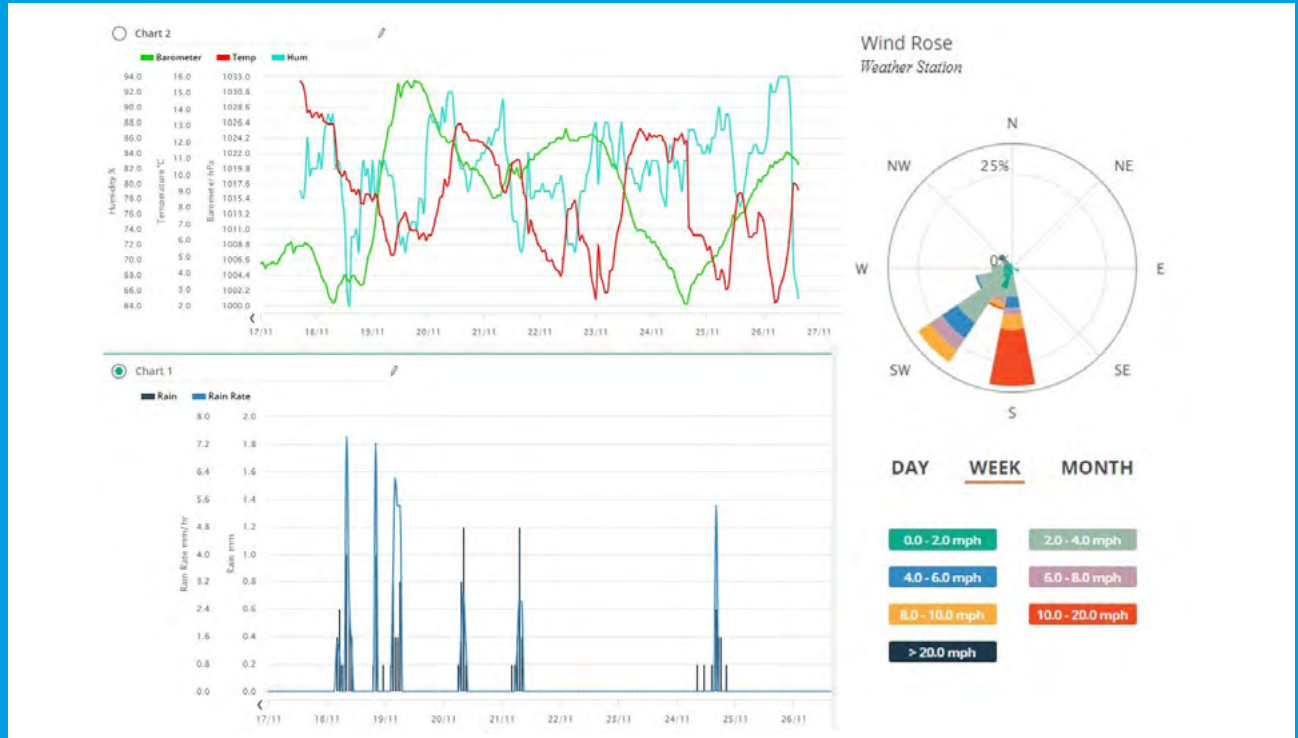 Chart 2
Barometer Temp Hum
94.0 16.0 1033.0
92.0 15.0 1030.8
90.0 14.0 1028.6
88.0 13.0 1026.4
86.0 12.0 1024.2
84.0 11.0 1022.0
82.0 10.0 1019.8
80.0 9.0 1017.6
78.0 8.0 1015.4
76.0 7.0 1013.2
74.0 6.0 1011.0
72.0 5.0 1008.8
70.0 4.0 1006.6
68.0 3.0 1004.4
66.0 2.0 1002.2
64.0 1000.0
Humidity %
Temperature °C
Barometer hPa
17/11 18/11 19/11 20/11 21/11 22/11 23/11 24/11 25/11 26/11 27/11
Chart 1
Rain Rain Rate
8.0 2.0
7.2 1.8
6.4 1.6
5.6 1.4
4.8 1.2
4.0 1.0
3.2 0.8
2.4 0.6
1.6 0.4
0.8 0.2
0.0 0.0
Rain Rate mm/hr
Rain mm
17/11 18/11 19/11 20/11 21/11 22/11 23/11 24/11 25/11 26/11
Wind Rose
Weather Station
N
NW 25% NE
W 0% E
SW SE
S
DAY WEEK MONTH
0.0 - 2.0 mph 2.0 - 4.0 mph
4.0 - 6.0 mph 6.0 - 8.0 mph
8.0 - 10.0 mph 10.0 - 20.0 mph
> 20.0 mph